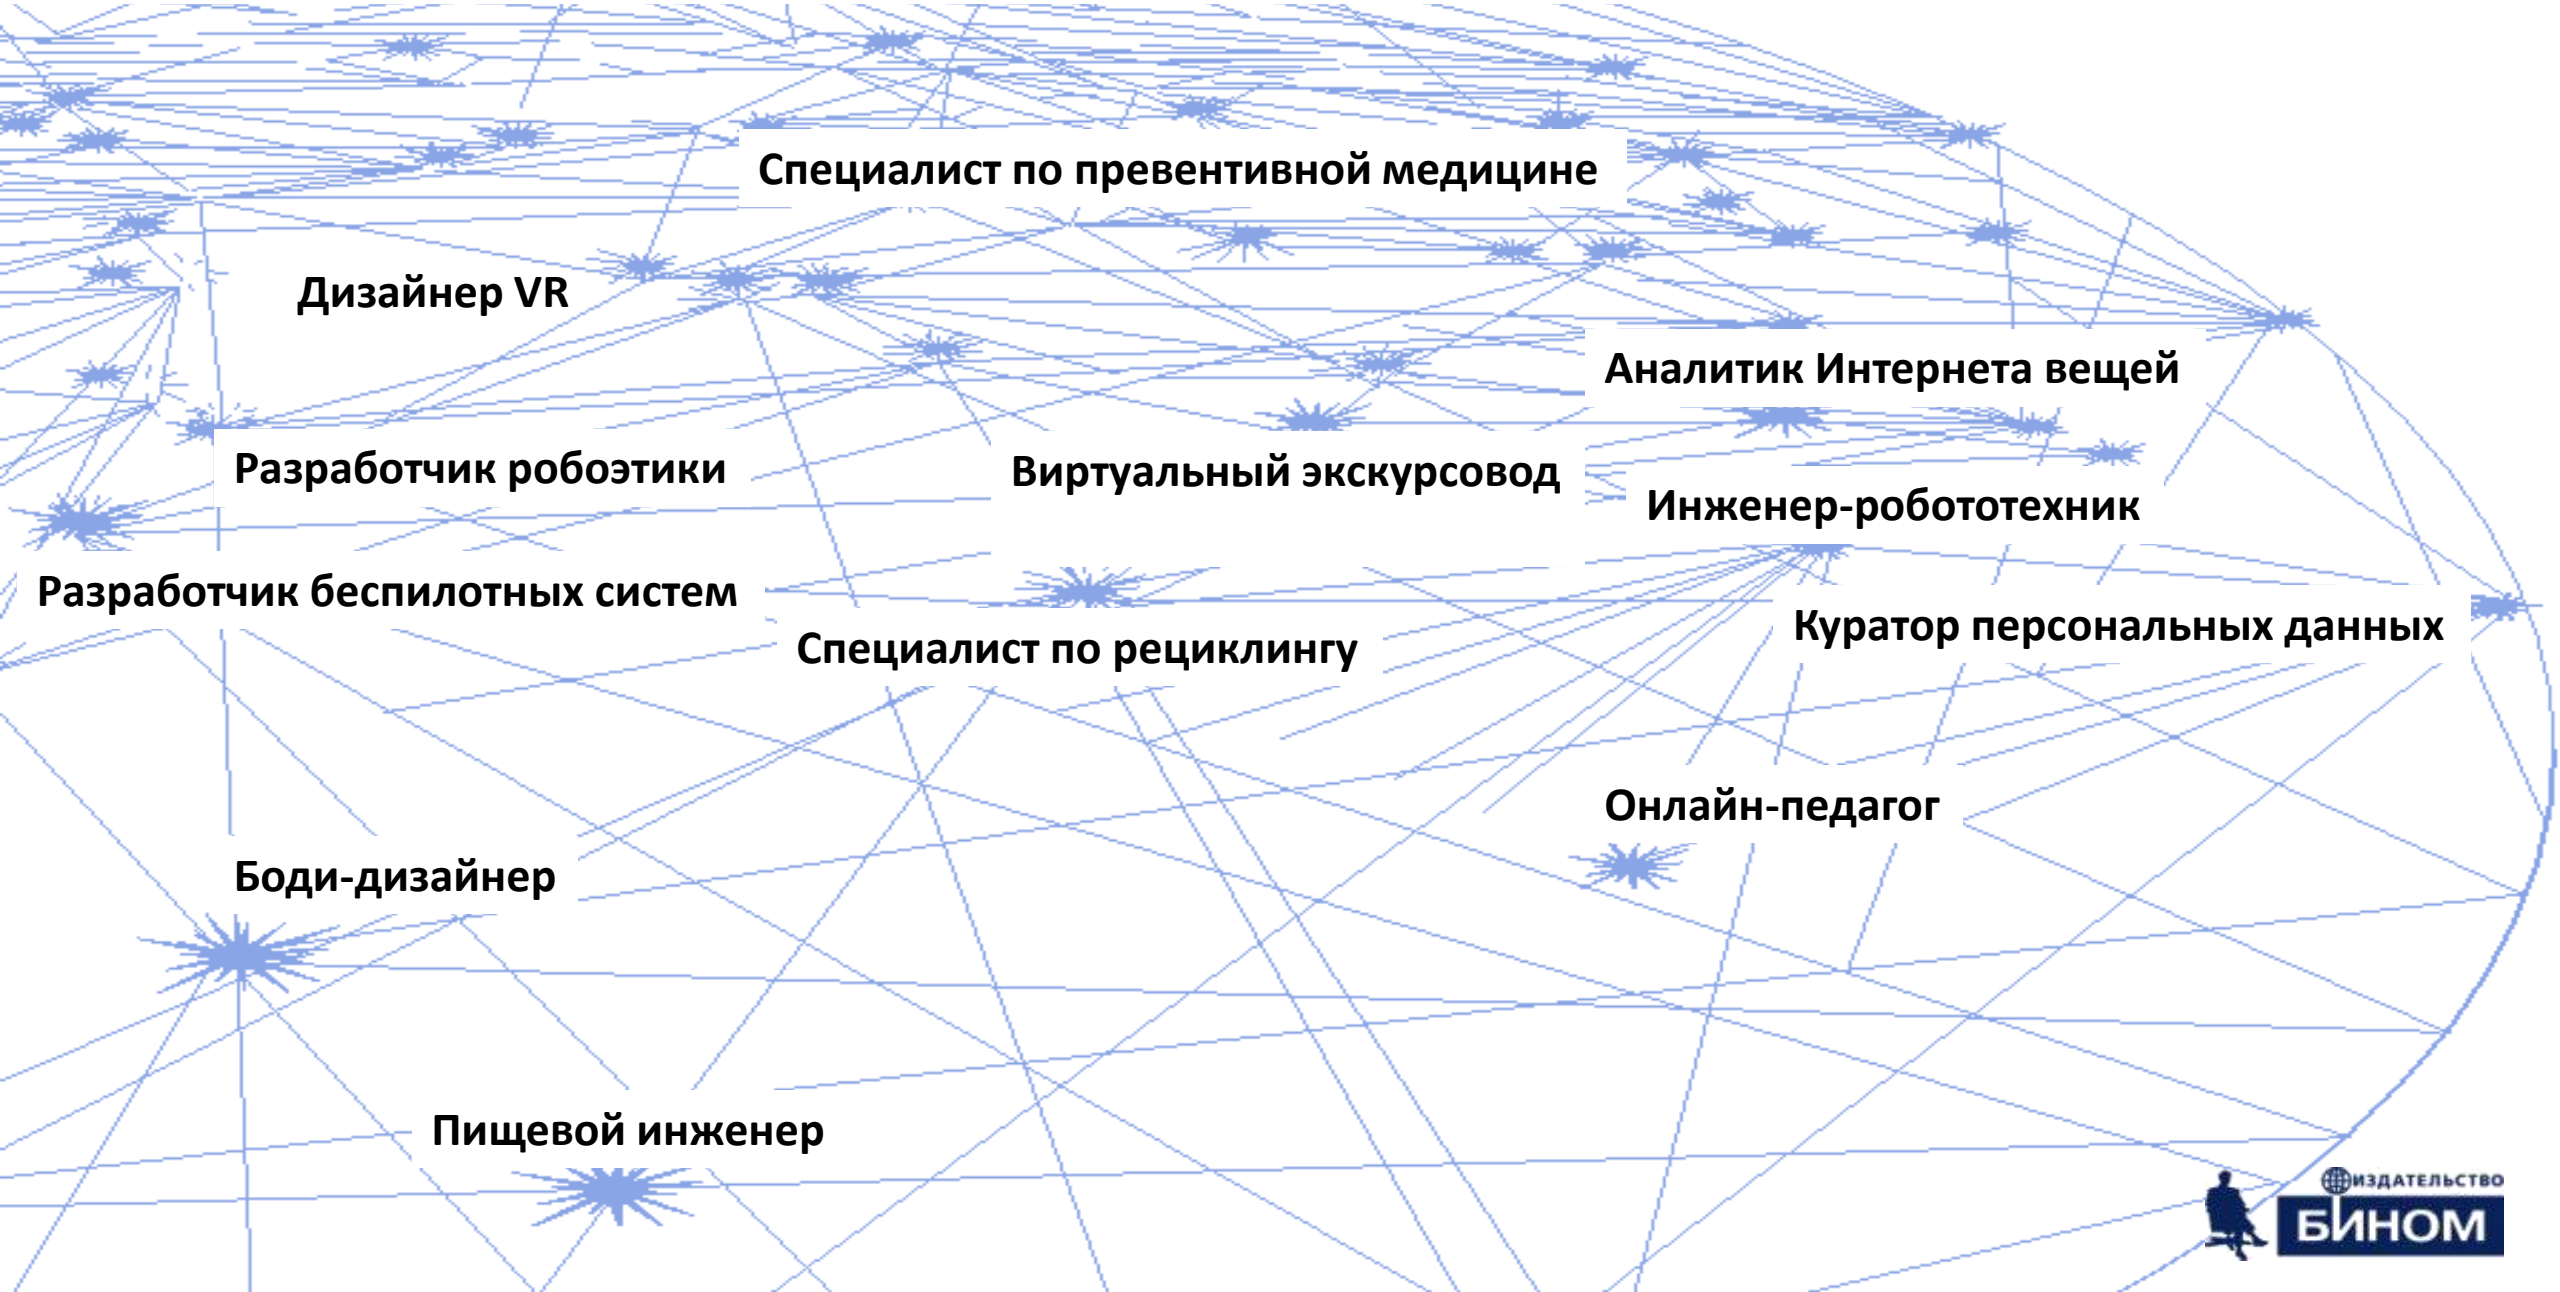 Специалист по превентивной медицине
Дизайнер VR
Аналитик Интернета вещей
Разработчик робоэтики
Виртуальный экскурсовод
Инженер-робототехник
Разработчик беспилотных систем
Куратор персональных данных
Специалист по рециклингу
Онлайн-педагог
Боди-дизайнер
Пищевой инженер
ИЗДАТЕЛЬСТВО
БИНОМ